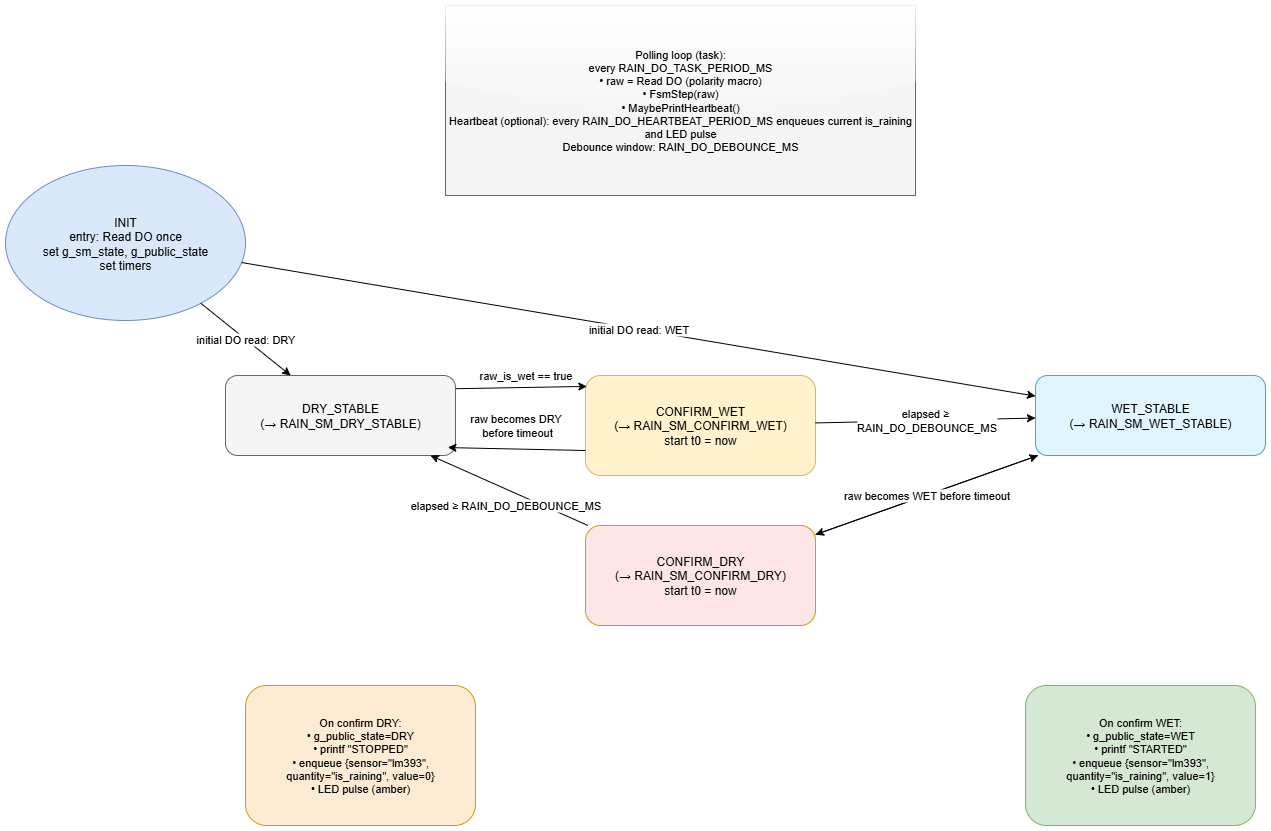 Polling loop (task):
every RAIN_DO_TASK_PERIOD_MS
• raw = Read DO (polarity macro)
• FsmStep(raw)
• MaybePrintHeartbeat()
Heartbeat (optional): every RAIN_DO_HEARTBEAT_PERIOD_MS enqueues current is_raining
and LED pulse
Debounce window: RAIN_DO_DEBOUNCE_MS
INIT
entry: Read DO once
set g_sm_state, g_public_state
set timers
initial DO read: DRY
initial DO read: WET
DRY_STABLE
(→ RAIN_SM_DRY_STABLE)
raw_is_wet == true
raw becomes DRY
before timeout
CONFIRM_WET
(→ RAIN_SM_CONFIRM_WET)
start t0 = now
elapsed ≥
RAIN_DO_DEBOUNCE_MS
WET_STABLE
(→ RAIN_SM_WET_STABLE)
elapsed ≥ RAIN_DO_DEBOUNCE_MS
raw becomes WET before timeout
CONFIRM_DRY
(→ RAIN_SM_CONFIRM_DRY)
start t0 = now
On confirm DRY:
• g_public_state=DRY
• printf "STOPPED"
• enqueue {sensor="lm393",
quantity="is_raining", value=0}
• LED pulse (amber)
On confirm WET:
• g_public_state=WET
• printf "STARTED"
• enqueue {sensor="lm393",
quantity="is_raining", value=1}
• LED pulse (amber)